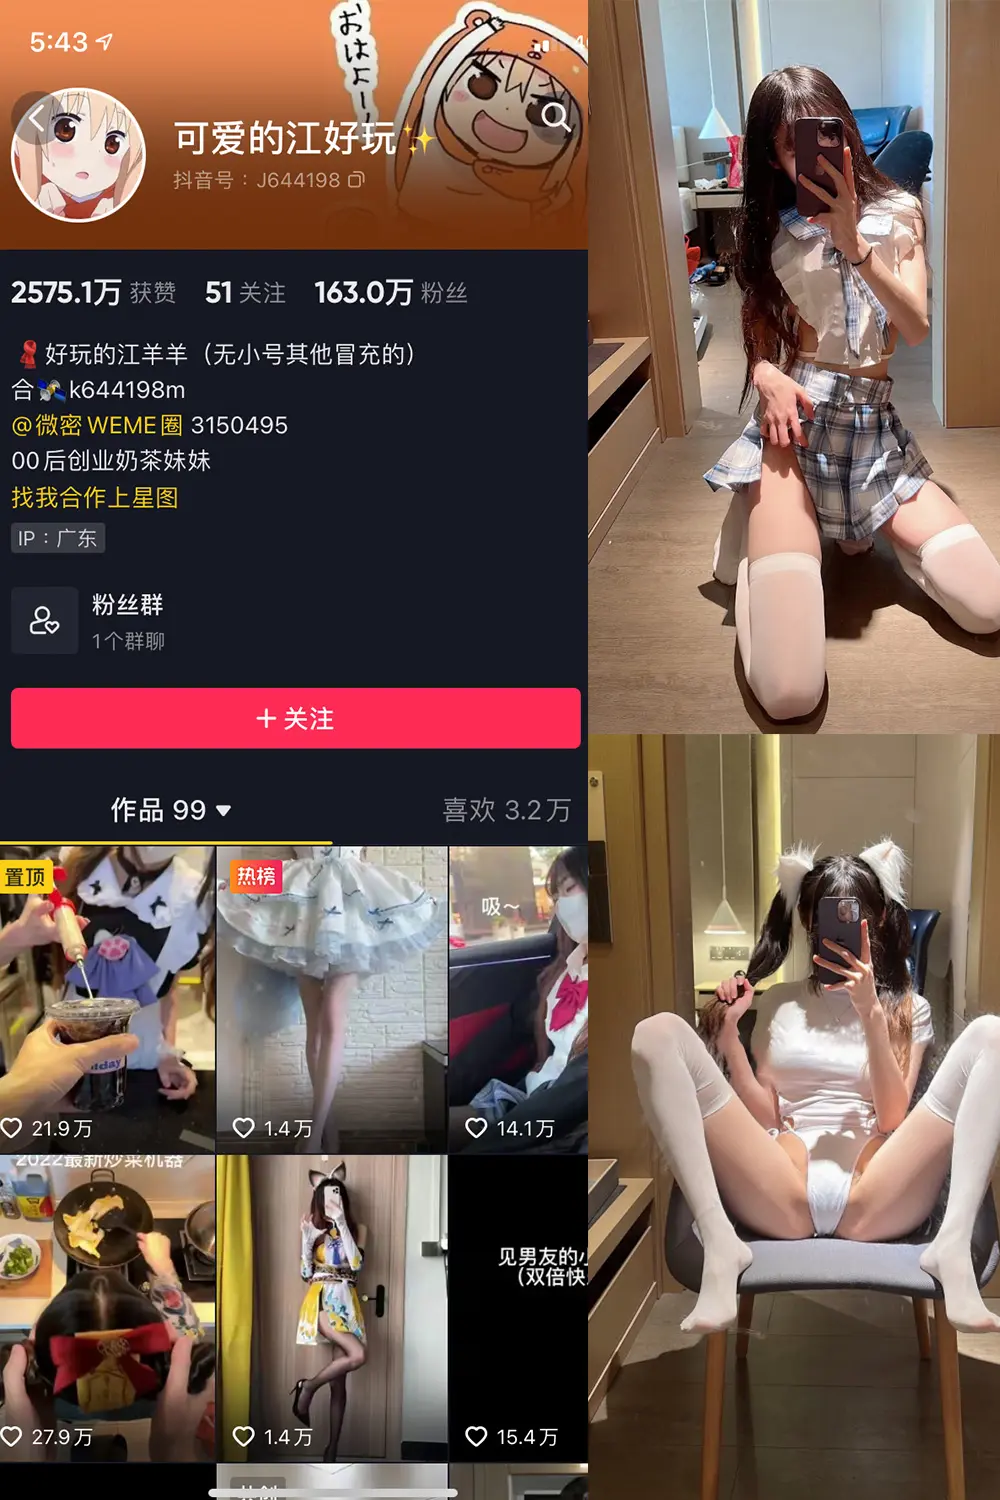 5:43
おはよー
可爱的江好玩✨
抖音号：J644198
2575.1万 获赞 51 关注 163.0万 粉丝
🧣好玩的江羊羊（无小号其他冒充的）
合🛰️k644198m
@微密 WEME圈 3150495
00后创业奶茶妹妹
找我合作上星图
IP：广东
粉丝群
1个群聊
关注
作品 99 喜欢 3.2万
置顶
热榜
吸~
21.9万
1.4万
14.1万
2022最新炒菜机器
见男友的
（双倍快
27.9万
1.4万
15.4万